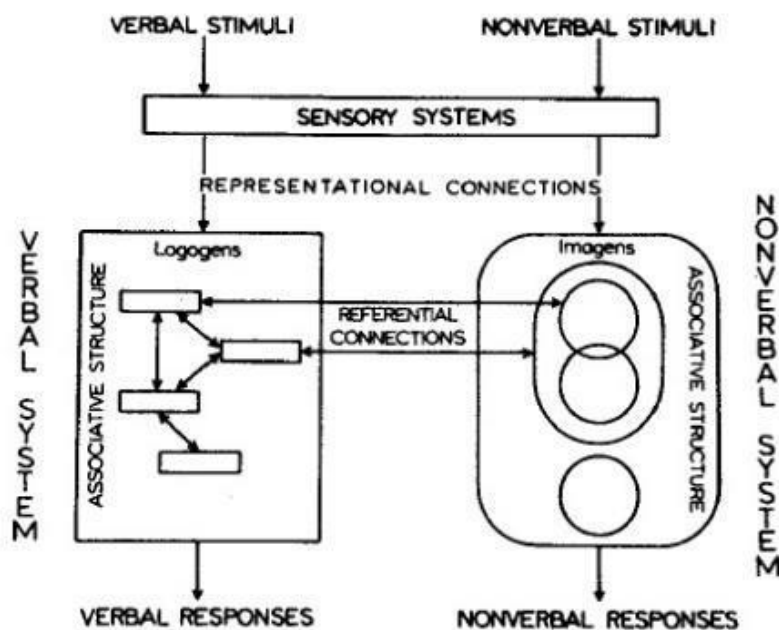 VERBAL STIMULI
NONVERBAL STIMULI
SENSORY SYSTEMS
REPRESENTATIONAL CONNECTIONS
VERBAL SYSTEM
ASSOCIATIVE STRUCTURE
Logogens
REFERENTIAL
CONNECTIONS
Imagens
ASSOCIATIVE STRUCTURE
NONVERBAL SYSTEM
VERBAL RESPONSES
NONVERBAL RESPONSES